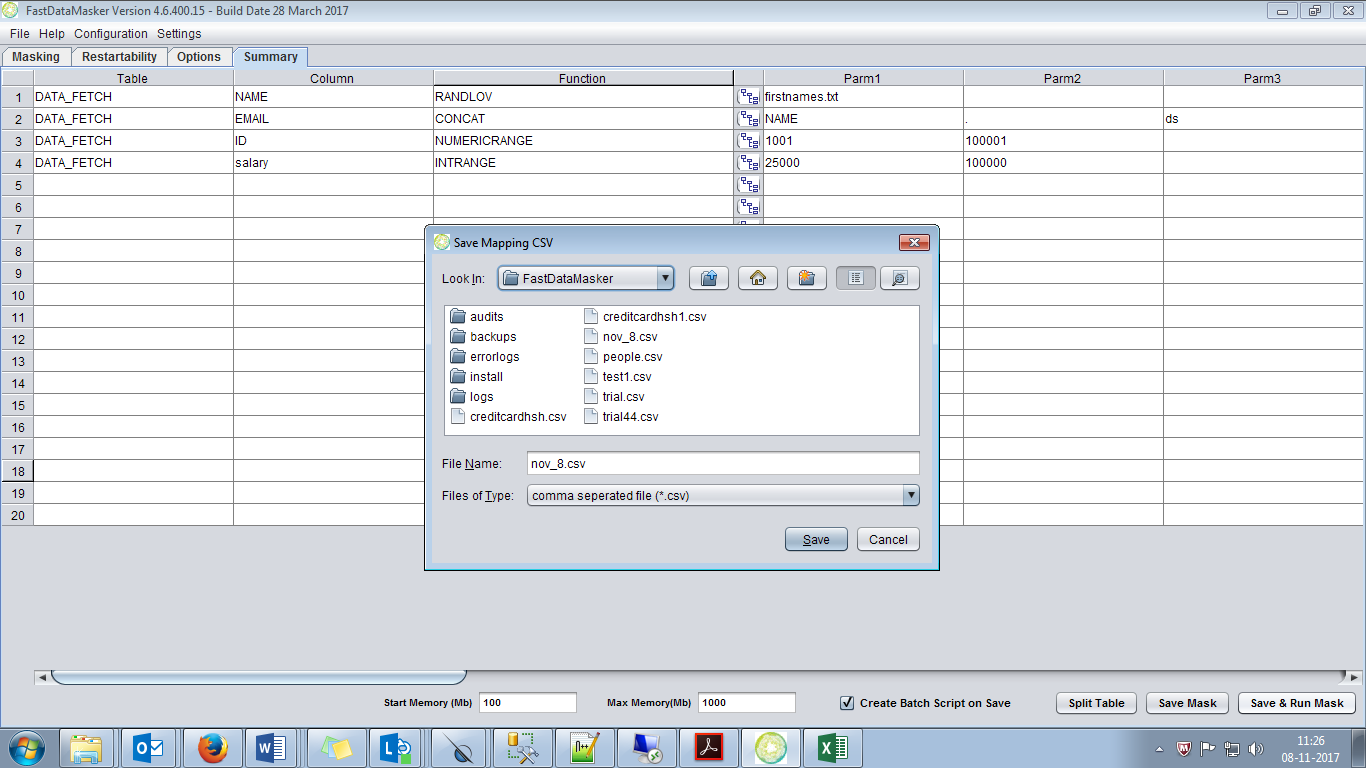 FastDataMasker Version 4.6.400.15 - Build Date 28 March 2017
File Help Configuration Settings
Masking Restartability Options Summary
Table Column Function Parm1 Parm2 Parm3
1 DATA_FETCH NAME RANDLOV firstnames.txt
2 DATA_FETCH EMAIL CONCAT NAME . ds
3 DATA_FETCH ID NUMERICRANGE 1001 100001
4 DATA_FETCH salary INTRANGE 25000 100000
5
6
7
8
9
10
11
12
13
14
15
16
17
18
19
20
Save Mapping CSV
Look In: FastDataMasker
audits creditcardhsh1.csv
backups nov_8.csv
errorlogs people.csv
install test1.csv
logs trial.csv
creditcardhsh.csv trial44.csv
File Name: nov_8.csv
Files of Type: comma seperated file (*.csv)
Save Cancel
Start Memory (Mb) 100 Max Memory(Mb) 1000 Create Batch Script on Save Split Table Save Mask Save & Run Mask
11:26
08-11-2017